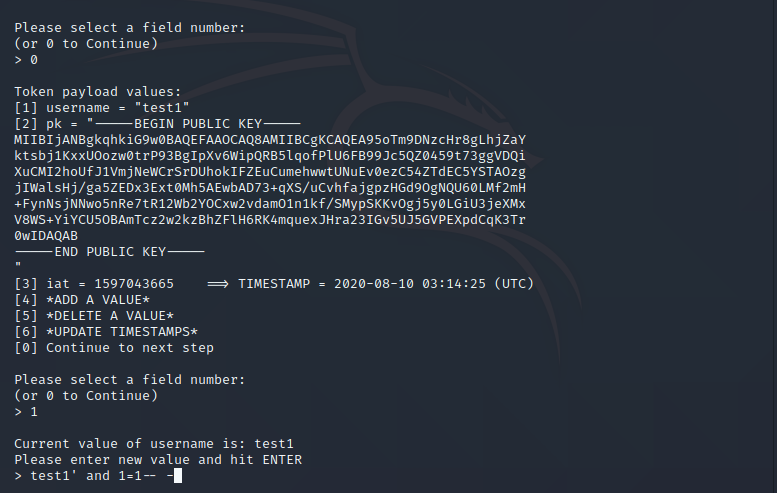 Please select a field number:
(or 0 to Continue)
> 0
Token payload values:
[1] username = "test1"
[2] pk = "-----BEGIN PUBLIC KEY-----
MIIBIjANBgkqhkiG9w0BAQEFAAOCAQ8AMIIBCgKCAQEA95oTm9DNzcHr8gLhjZaY
ktsbj1KxxUOozw0trP93BgIpXv6WipQRB5lqofPlU6FB99Jc5QZ0459t73ggVDQi
XuCMI2hoUfJ1VmjNeWCrSrDUhokIFZEuCumehwwtUNuEv0ezC54ZTdEC5YSTAOzg
jIWalsHj/ga5ZEDx3Ext0Mh5AEwbAD73+qXS/uCvhfajgpzHGd9OgNQU60LMf2mH
+FynNsjNNwo5nRe7tR12Wb2YOCxw2vdamO1n1kf/SMypSKKvOgj5y0LGiU3jeXMx
V8WS+YiYCU5OBAmTcz2w2kzBhZFlH6RK4mquexJHra23IGv5UJ5GVPEXpdCqK3Tr
0wIDAQAB
-----END PUBLIC KEY-----
"
[3] iat = 1597043665    ==> TIMESTAMP = 2020-08-10 03:14:25 (UTC)
[4] *ADD A VALUE*
[5] *DELETE A VALUE*
[6] *UPDATE TIMESTAMPS*
[0] Continue to next step
Please select a field number:
(or 0 to Continue)
> 1
Current value of username is: test1
Please enter new value and hit ENTER
> test1' and 1=1-- -